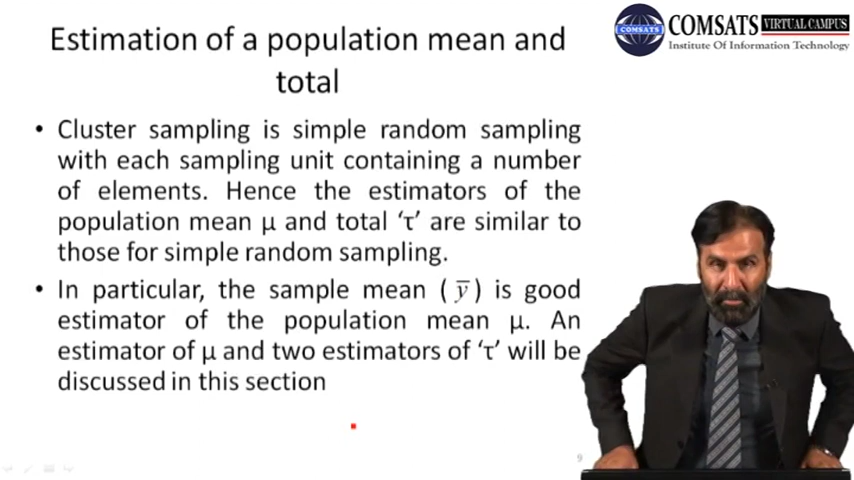 Estimation of a population mean and
total
• Cluster sampling is simple random sampling
with each sampling unit containing a number
of elements. Hence the estimators of the
population mean μ and total ‘τ’ are similar to
those for simple random sampling.
• In particular, the sample mean ( y̅ ) is good
estimator of the population mean μ. An
estimator of μ and two estimators of ‘τ’ will be
discussed in this section
COMSATS
COMSATS VIRTUAL CAMPUS
Institute Of Information Technology
9